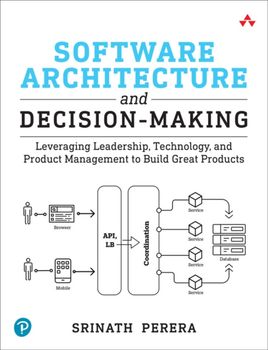 SOFTWARE
ARCHITECTURE
and
DECISION-MAKING
Leveraging Leadership, Technology, and
Product Management to Build Great Products
Browser
Mobile
API,
LB
Coordination
Service
Service
Service
Service
Database
P
SRINATH PERERA